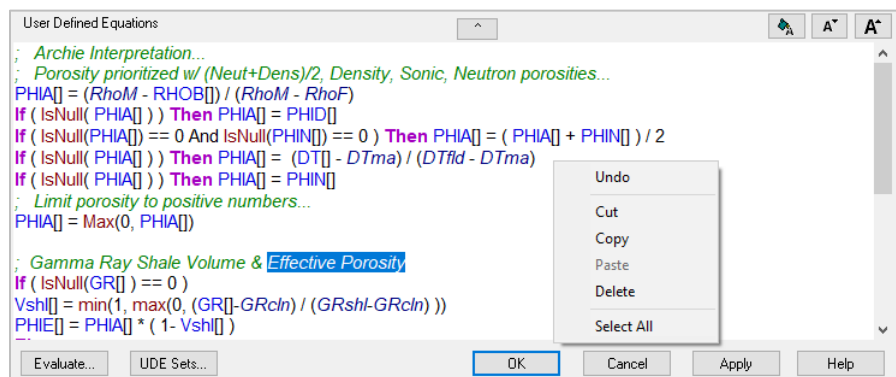 User Defined Equations
^
A
A˅
A^
; Archie Interpretation...
; Porosity prioritized w/ (Neut+Dens)/2, Density, Sonic, Neutron porosities...
PHIA[] = (RhoM - RHOB[]) / (RhoM - RhoF)
If ( IsNull( PHIA[] ) ) Then PHIA[] = PHID[]
If ( IsNull(PHIA[]) == 0 And IsNull(PHIN[]) == 0 ) Then PHIA[] = ( PHIA[] + PHIN[] ) / 2
If ( IsNull( PHIA[] ) ) Then PHIA[] = (DT[] - DTma) / (DTfld - DTma)
If ( IsNull( PHIA[] ) ) Then PHIA[] = PHIN[]
; Limit porosity to positive numbers...
PHIA[] = Max(0, PHIA[])
; Gamma Ray Shale Volume & Effective Porosity
If ( IsNull(GR[] ) == 0 )
Vshl[] = min(1, max(0, (GR[]-GRcln) / (GRshl-GRcln) ))
PHIE[] = PHIA[] * ( 1- Vshl[] )
Undo
Cut
Copy
Paste
Delete
Select All
Evaluate...
UDE Sets...
OK
Cancel
Apply
Help